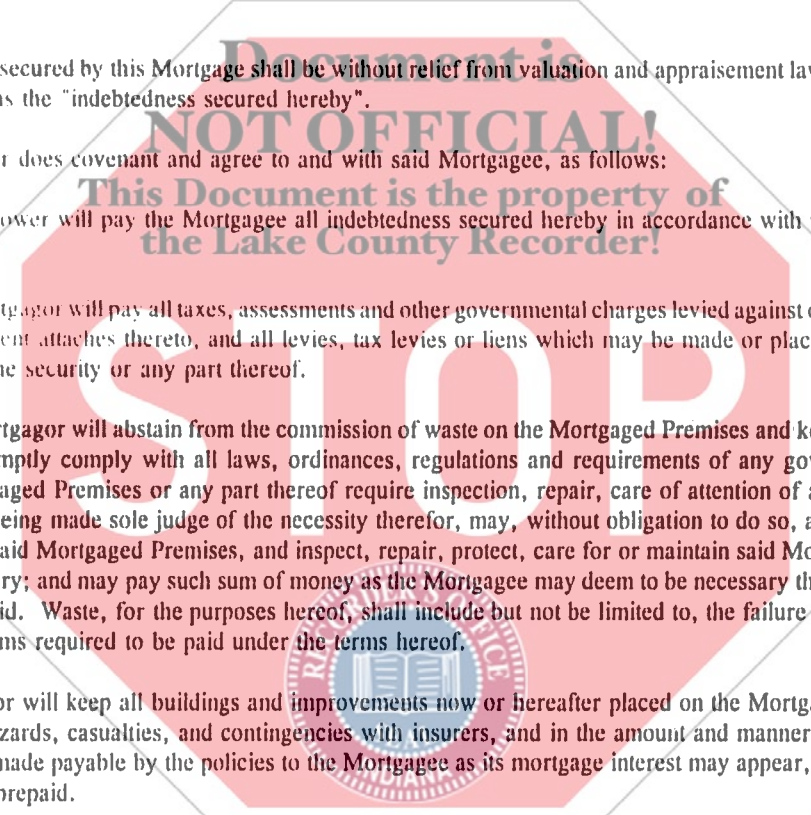 Document is
secured by this Mortgage shall be without relief from valuation and appraisement law
as the "indebtedness secured hereby".
NOT OFFICIAL!
r does covenant and agree to and with said Mortgagee, as follows:
This Document is the property of
ower will pay the Mortgagee all indebtedness secured hereby in accordance with
the Lake County Recorder!
tgagor will pay all taxes, assessments and other governmental charges levied against
ent attaches thereto, and all levies, tax levies or liens which may be made or plac
he security or any part thereof.
STOP
rtgagor will abstain from the commission of waste on the Mortgaged Premises and k
mptly comply with all laws, ordinances, regulations and requirements of any gov
aged Premises or any part thereof require inspection, repair, care of attention of
eing made sole judge of the necessity therefor, may, without obligation to do so, a
aid Mortgaged Premises, and inspect, repair, protect, care for or maintain said Mo
ry; and may pay such sum of money as the Mortgagee may deem to be necessary th
id. Waste, for the purposes hereof, shall include but not be limited to, the failure
ms required to be paid under the terms hereof.
RECORDER'S OFFICE
or will keep all buildings and improvements now or hereafter placed on the Mortga
zards, casualties, and contingencies with insurers, and in the amount and manner
made payable by the policies to the Mortgagee as its mortgage interest may appear,
INDIANA
prepaid.